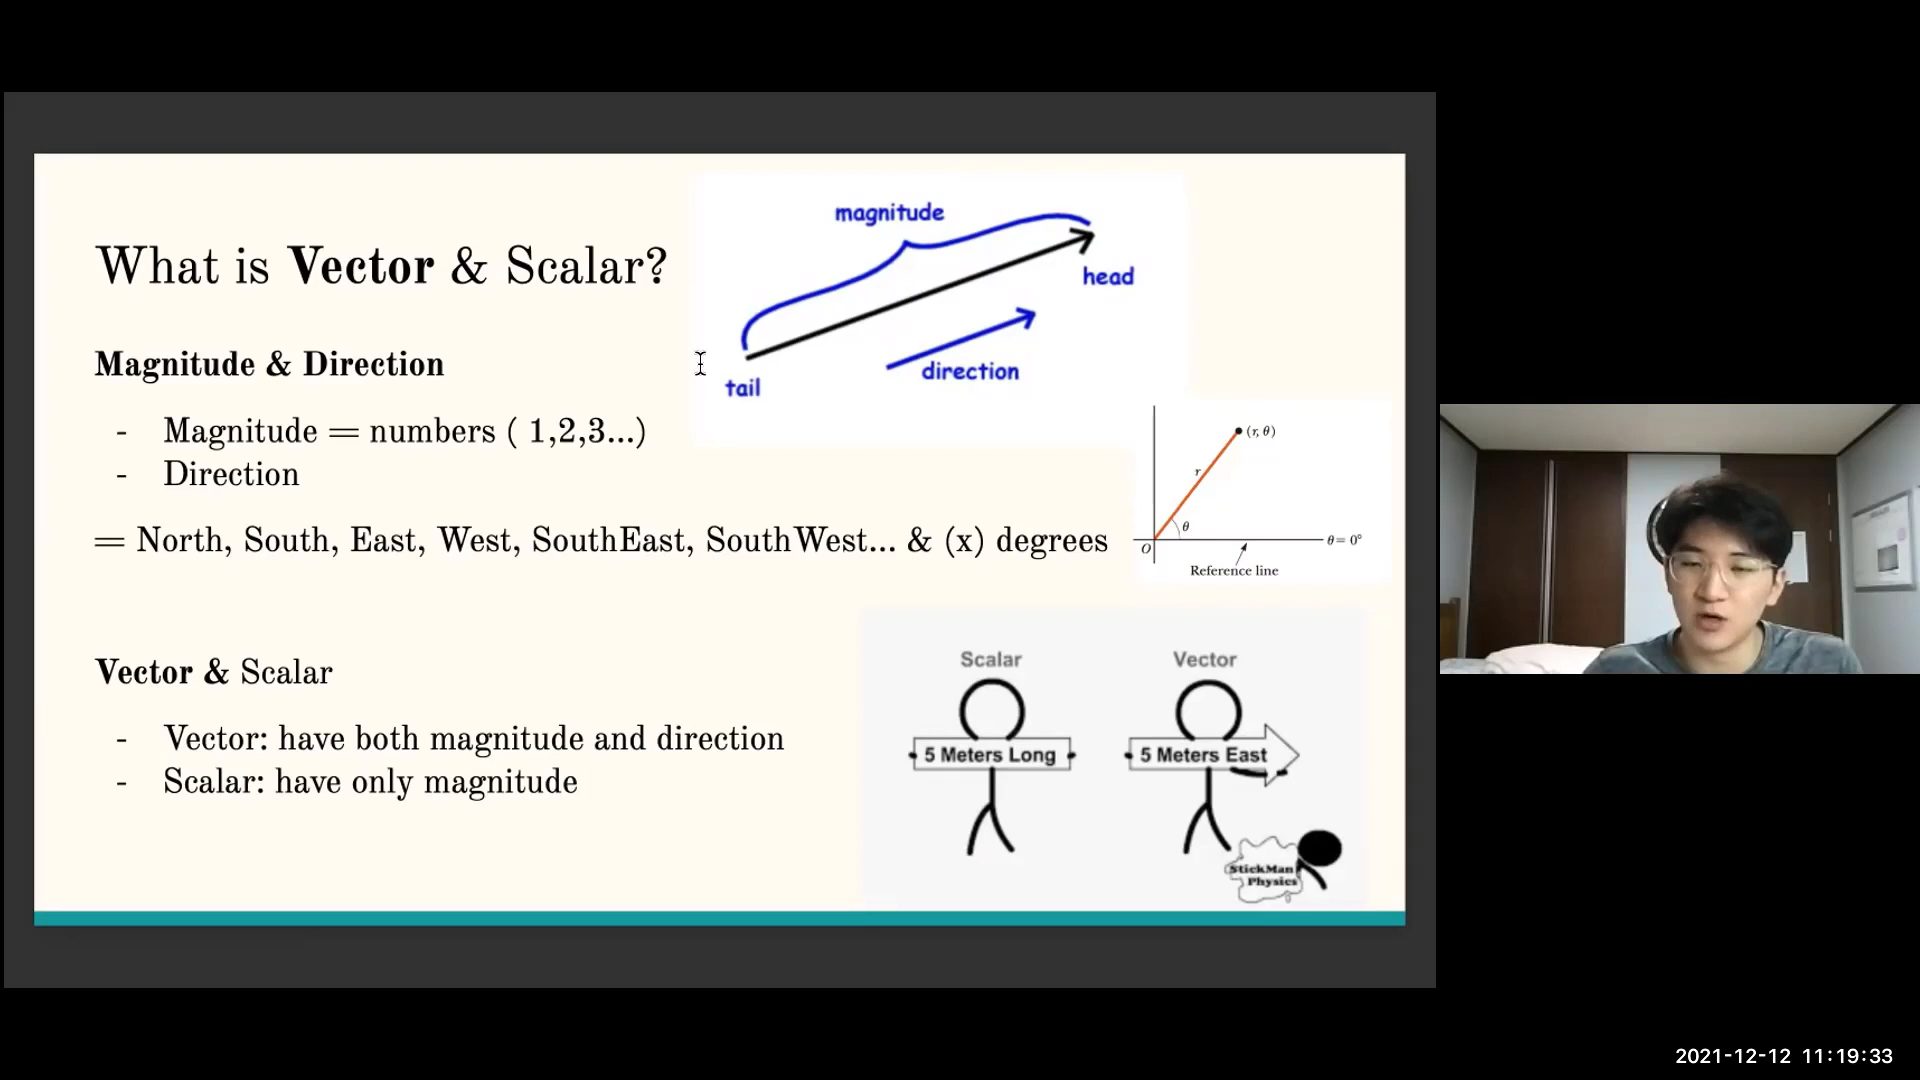 What is Vector & Scalar?
magnitude
head
direction
tail
Magnitude & Direction
- Magnitude = numbers ( 1,2,3...)
- Direction
= North, South, East, West, SouthEast, SouthWest... & (x) degrees
(r, θ)
r
θ
O
θ = 0°
Reference line
Vector & Scalar
- Vector: have both magnitude and direction
- Scalar: have only magnitude
Scalar
Vector
5 Meters Long
5 Meters East
StickMan
Physics
2021-12-12 11:19:33